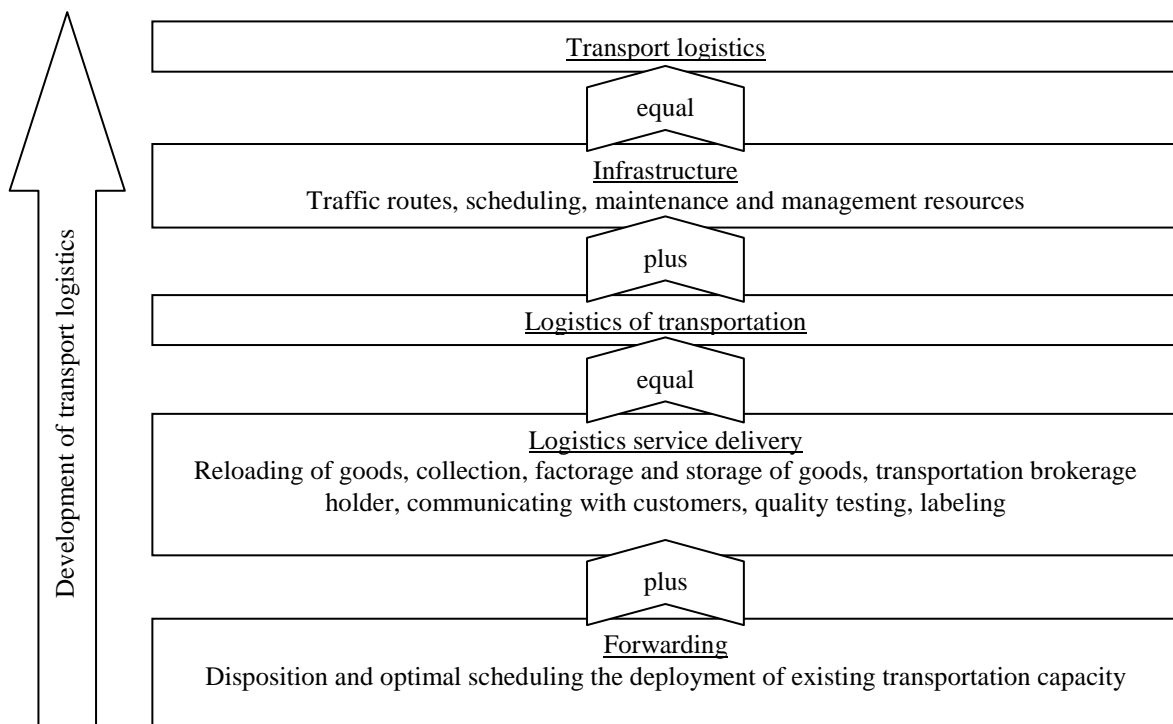 Transport logistics
equal
Infrastructure
Traffic routes, scheduling, maintenance and management resources
plus
Logistics of transportation
equal
Logistics service delivery
Reloading of goods, collection, factorage and storage of goods, transportation brokerage
holder, communicating with customers, quality testing, labeling
plus
Forwarding
Disposition and optimal scheduling the deployment of existing transportation capacity
Development of transport logistics